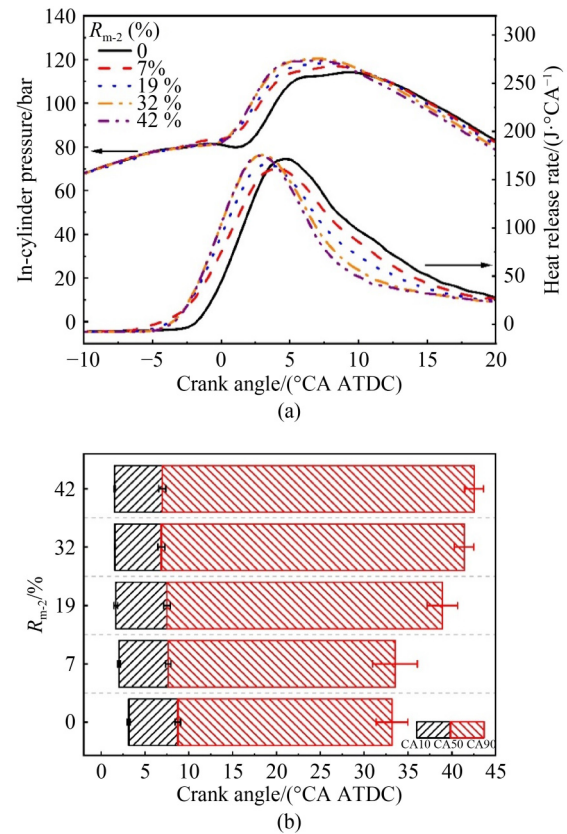 R_m-2 (%)
0
7%
19 %
32 %
42 %
140
120
100
80
60
40
20
0
In-cylinder pressure/bar
300
250
200
150
100
50
0
Heat release rate/(J·°CA⁻¹)
−10 −5 0 5 10 15 20
Crank angle/(°CA ATDC)
(a)
42
32
19
7
0
R_m-2/%
CA10 CA50 CA90
0 5 10 15 20 25 30 35 40 45
Crank angle/(°CA ATDC)
(b)